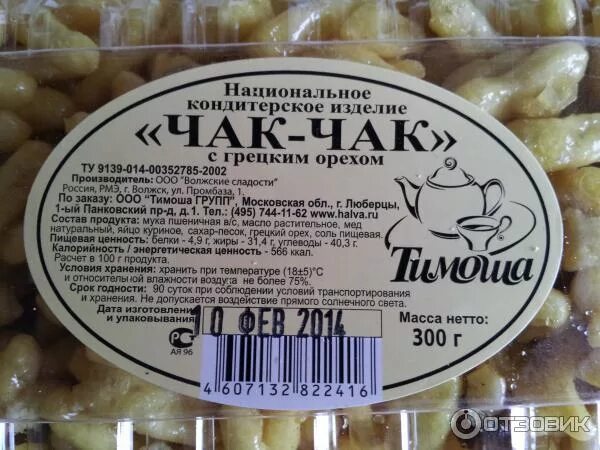 Национальное
кондитерское изделие
«ЧАК-ЧАК»
с грецким орехом
ТУ 9139-014-00352785-2002
Производитель: ООО "Волжские сладости"
Россия, РМЭ, г. Волжск, ул. Промбаза, 1.
По заказу: ООО "Тимоша ГРУПП", Московская обл., г. Люберцы,
1-ый Панковский пр-д, д.1. Тел.: (495) 744-11-62 www.halva.ru
Состав продукта: мука пшеничная в/с, масло растительное, мед
натуральный, яйцо куриное, сахар-песок, грецкий орех, соль пищевая.
Пищевая ценность: белки - 4,9 г, жиры - 31,4 г, углеводы - 40,3 г.
Калорийность / энергетическая ценность - 566 ккал.
Расчет в 100 г продукта.
Условия хранения: хранить при температуре (18±5)°С
и относительной влажности воздуха не более 75%.
Срок годности: 90 суток при соблюдении условий транспортирования
и хранения. Не допускается воздействие прямого солнечного света.
Дата изготовления
и упаковывания:
10 ФЕВ 2014
РСТ
АЯ 96
4 607132 822416
Тимоша
Масса нетто:
300 г
ОТЗОВИК